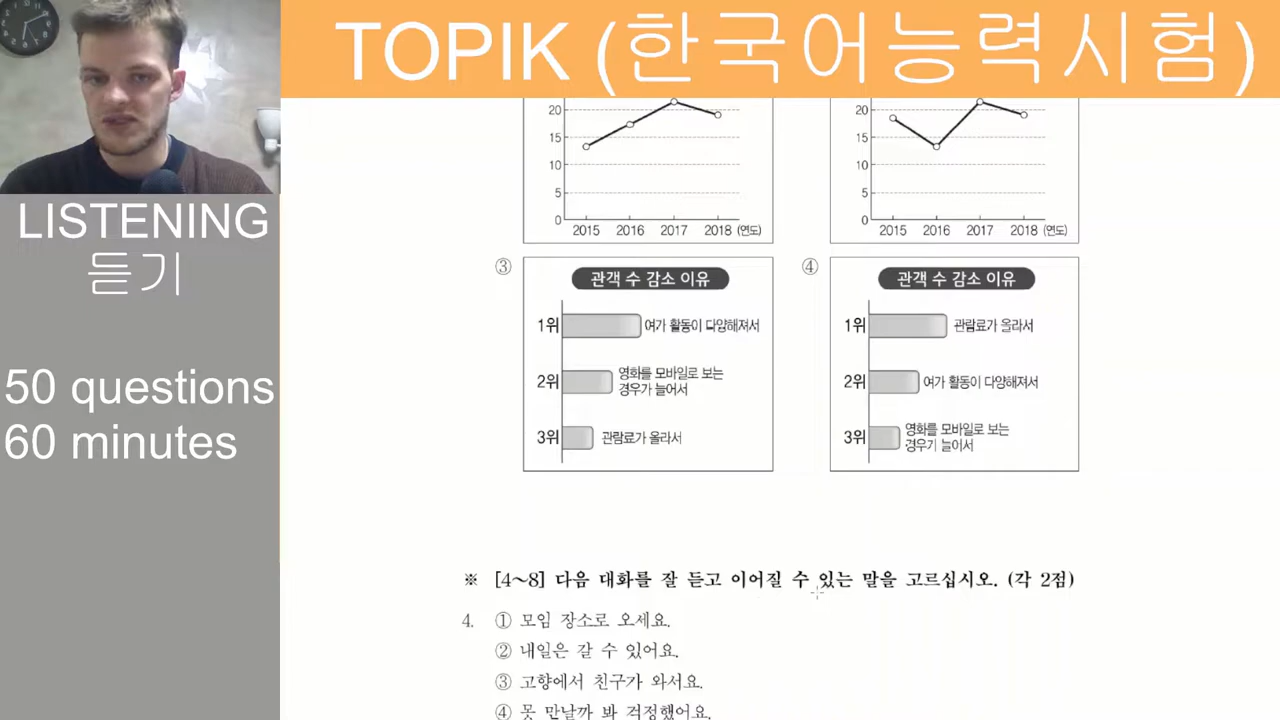 TOPIK (한국어능력시험)
LISTENING
듣기
50 questions
60 minutes
20
15
10
5
0
2015 2016 2017 2018 (연도)
20
15
10
5
0
2015 2016 2017 2018 (연도)
③
관객 수 감소 이유
1위 여가 활동이 다양해져서
2위 영화를 모바일로 보는
경우가 늘어서
3위 관람료가 올라서
④
관객 수 감소 이유
1위 관람료가 올라서
2위 여가 활동이 다양해져서
3위 영화를 모바일로 보는
경우가 늘어서
※ [4~8] 다음 대화를 잘 듣고 이어질 수 있는 말을 고르십시오. (각 2점)
4. ① 모임 장소로 오세요.
② 내일은 갈 수 있어요.
③ 고향에서 친구가 와서요.
④ 못 만날까 봐 걱정했어요.